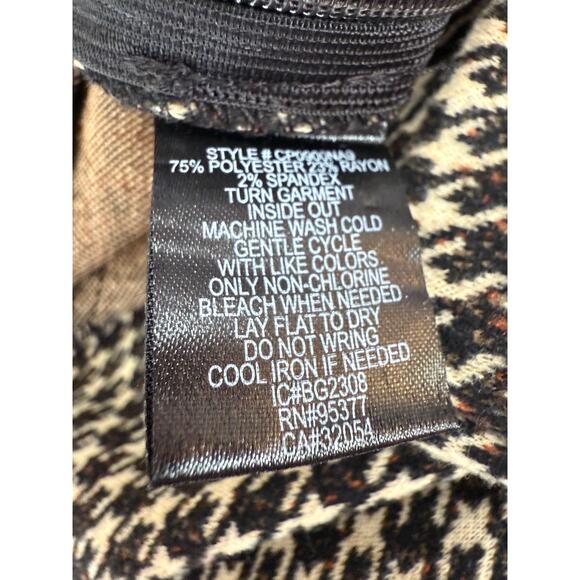 STYLE # CP0900NAS
75% POLYESTER 23% RAYON
2% SPANDEX
TURN GARMENT
INSIDE OUT
MACHINE WASH COLD
GENTLE CYCLE
WITH LIKE COLORS
ONLY NON-CHLORINE
BLEACH WHEN NEEDED
LAY FLAT TO DRY
DO NOT WRING
COOL IRON IF NEEDED
IC#BG2308
RN#95377
CA#32054